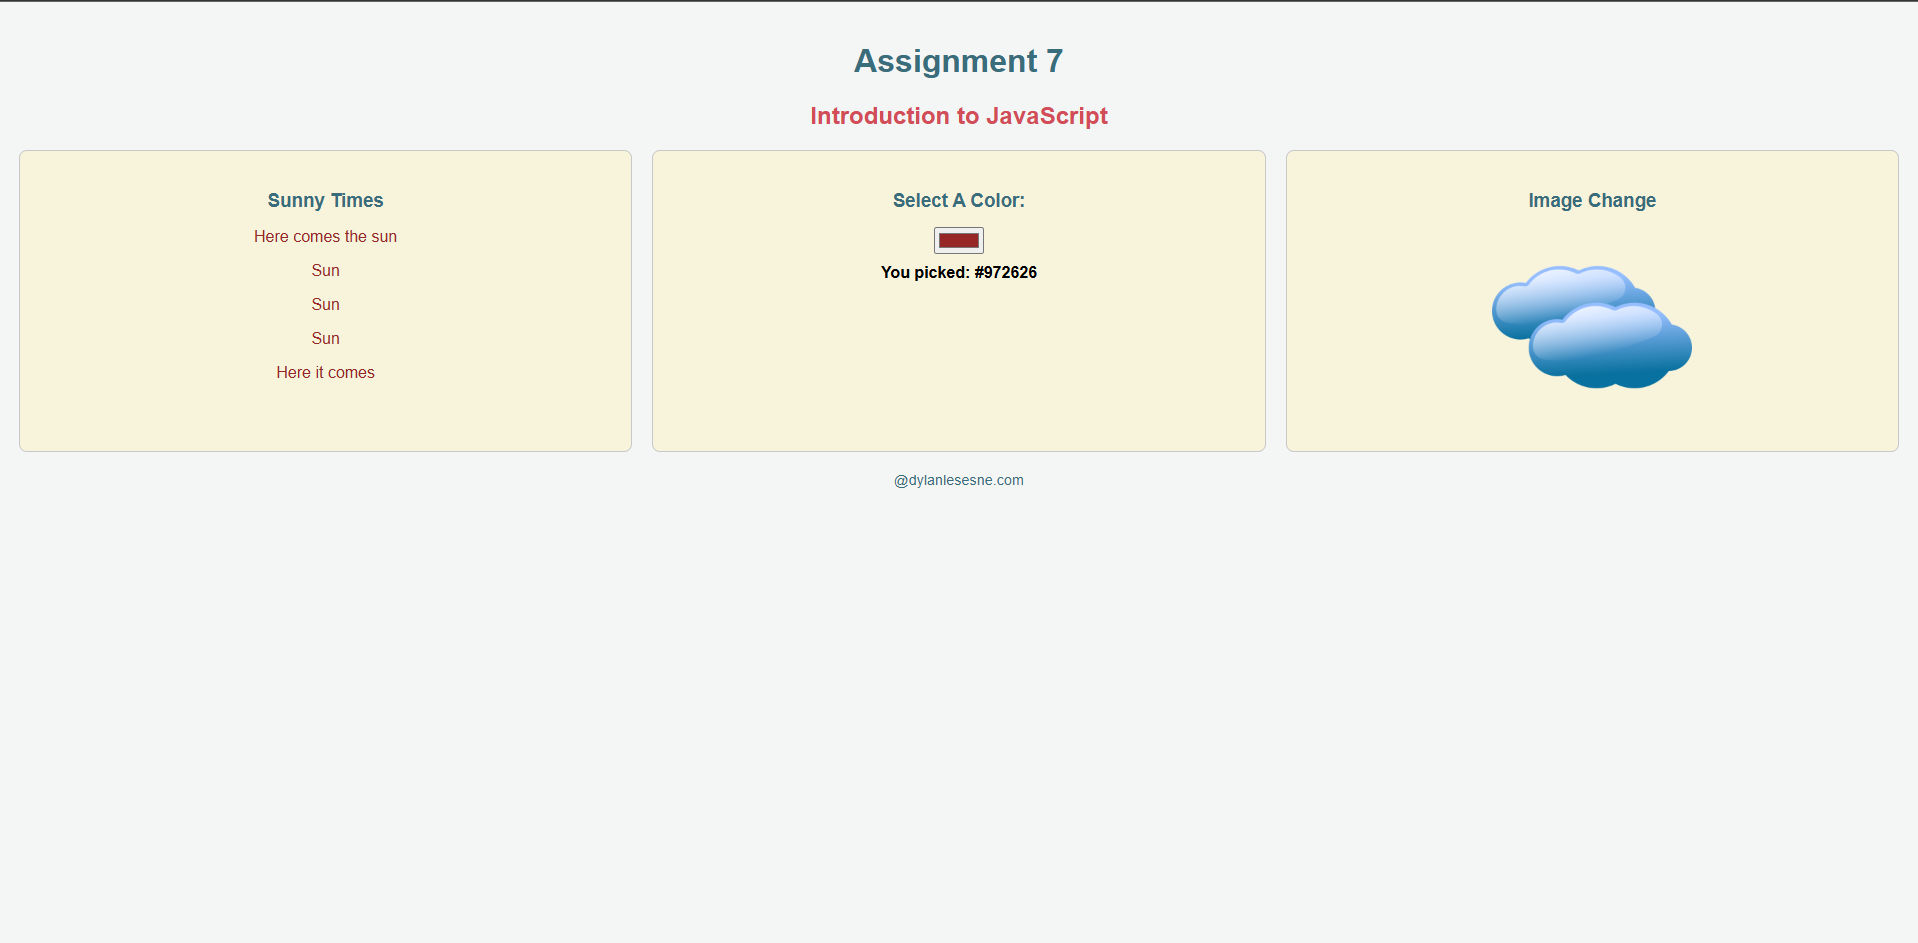 Assignment 7
Introduction to JavaScript
Sunny Times
Here comes the sun
Sun
Sun
Sun
Here it comes
Select A Color:
You picked: #972626
Image Change
@dylanlesesne.com